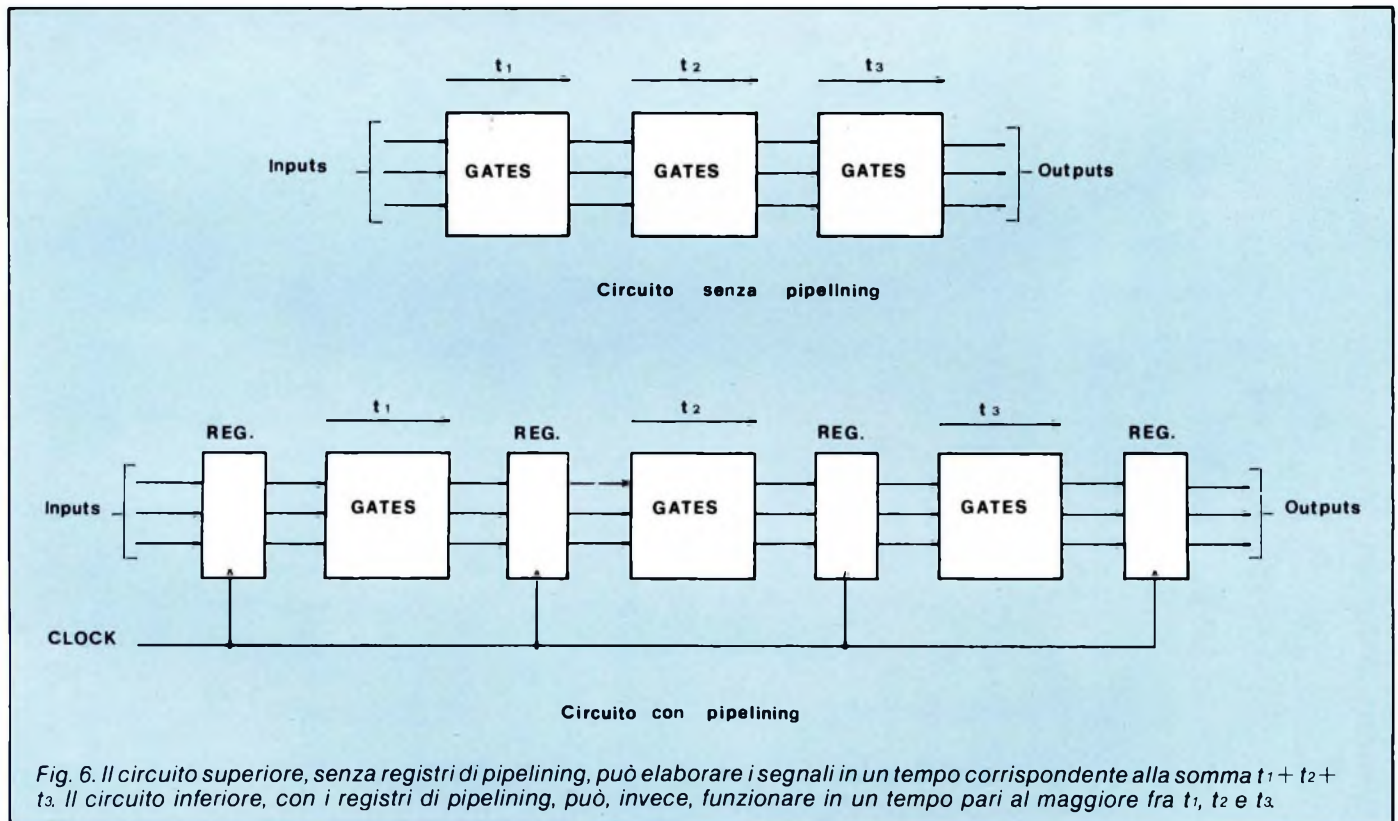 t1 t2 t3
Inputs GATES GATES GATES Outputs
Circuito senza pipelining
t1 t2 t3
REG. REG. REG. REG.
Inputs GATES GATES GATES Outputs
CLOCK
Circuito con pipelining
Fig. 6. Il circuito superiore, senza registri di pipelining, può elaborare i segnali in un tempo corrispondente alla somma t1 + t2 +
t3. Il circuito inferiore, con i registri di pipelining, può, invece, funzionare in un tempo pari al maggiore fra t1, t2 e t3.